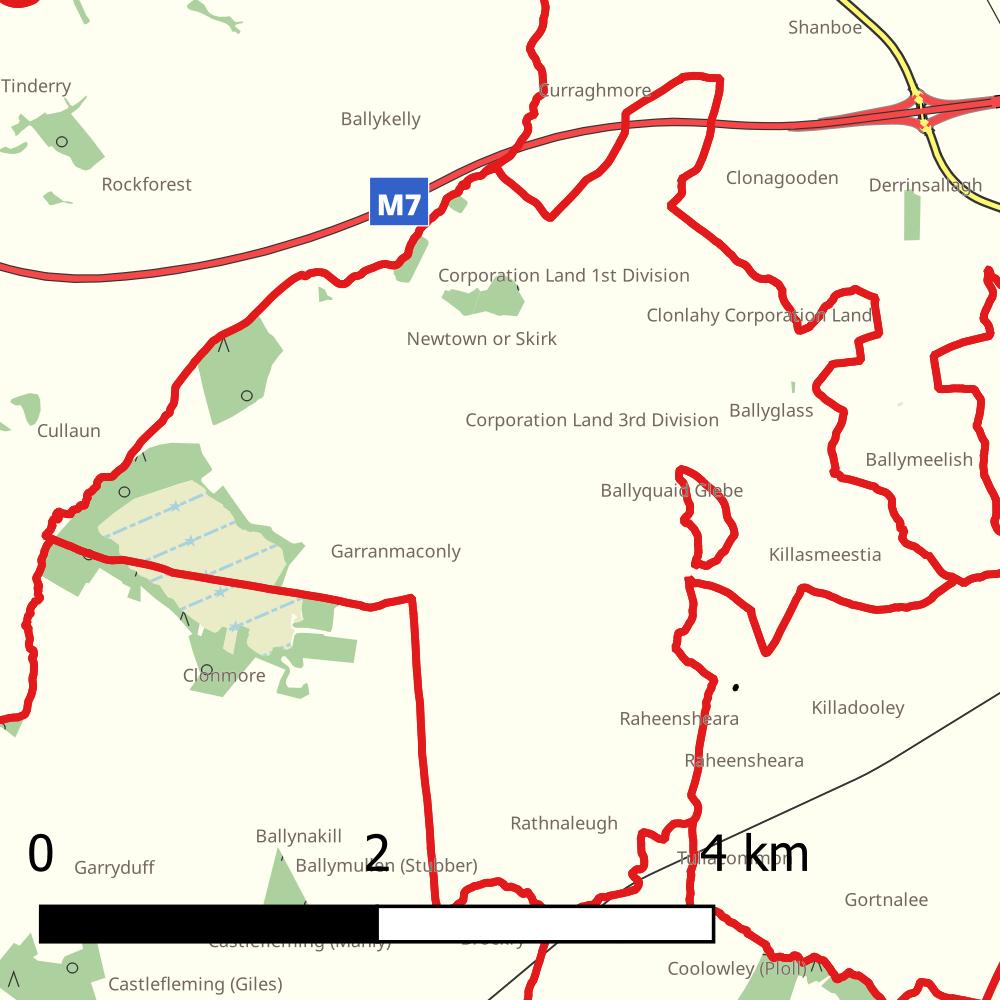 Shanboe
Tinderry
Curraghmore
Ballykelly
Rockforest
Clonagooden
Derrinsallagh
M7
Corporation Land 1st Division
Clonlahy Corporation Land
Newtown or Skirk
Ballyglass
Corporation Land 3rd Division
Cullaun
Ballymeelish
Ballyquaid Glebe
Garranmaconly
Killasmeestia
Clonmore
Killadooley
Raheensheara
Raheensheara
Rathnaleugh
Ballynakill
0 2 4 km
Tullacommon
Garryduff
Ballymullen (Stubber)
Gortnalee
Castlefleming (Manly)
Brockry
Coolowley (Ploll)
Castlefleming (Giles)